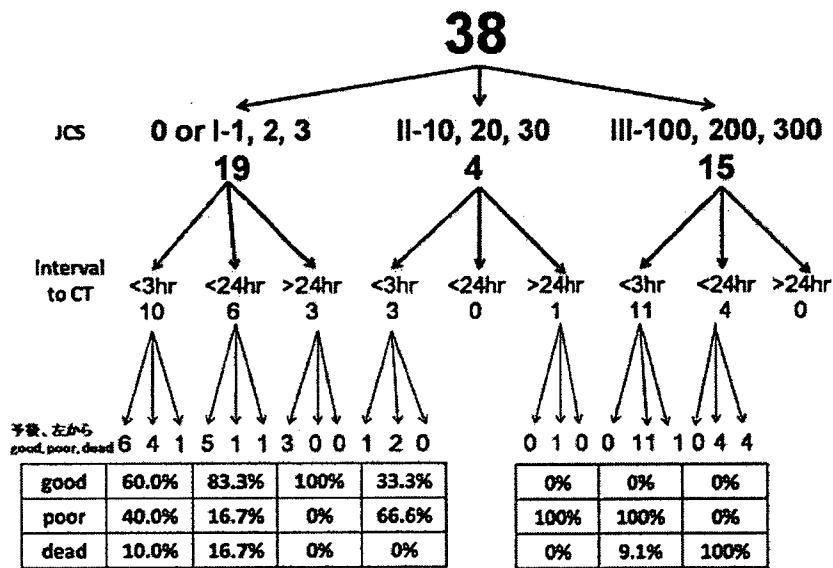 38
JCS 0 or I-1, 2, 3 II-10, 20, 30 III-100, 200, 300
19 4 15
Interval to CT <3hr <24hr >24hr <3hr <24hr >24hr <3hr <24hr >24hr
10 6 3 3 0 1 11 4 0
予後、左から
good, poor, dead 6 4 1 5 1 1 3 0 0 1 2 0 0 1 0 0 11 1 0 4 4
good 60.0% 83.3% 100% 33.3% 0% 0% 0%
poor 40.0% 16.7% 0% 66.6% 100% 100% 0%
dead 10.0% 16.7% 0% 0% 0% 9.1% 100%